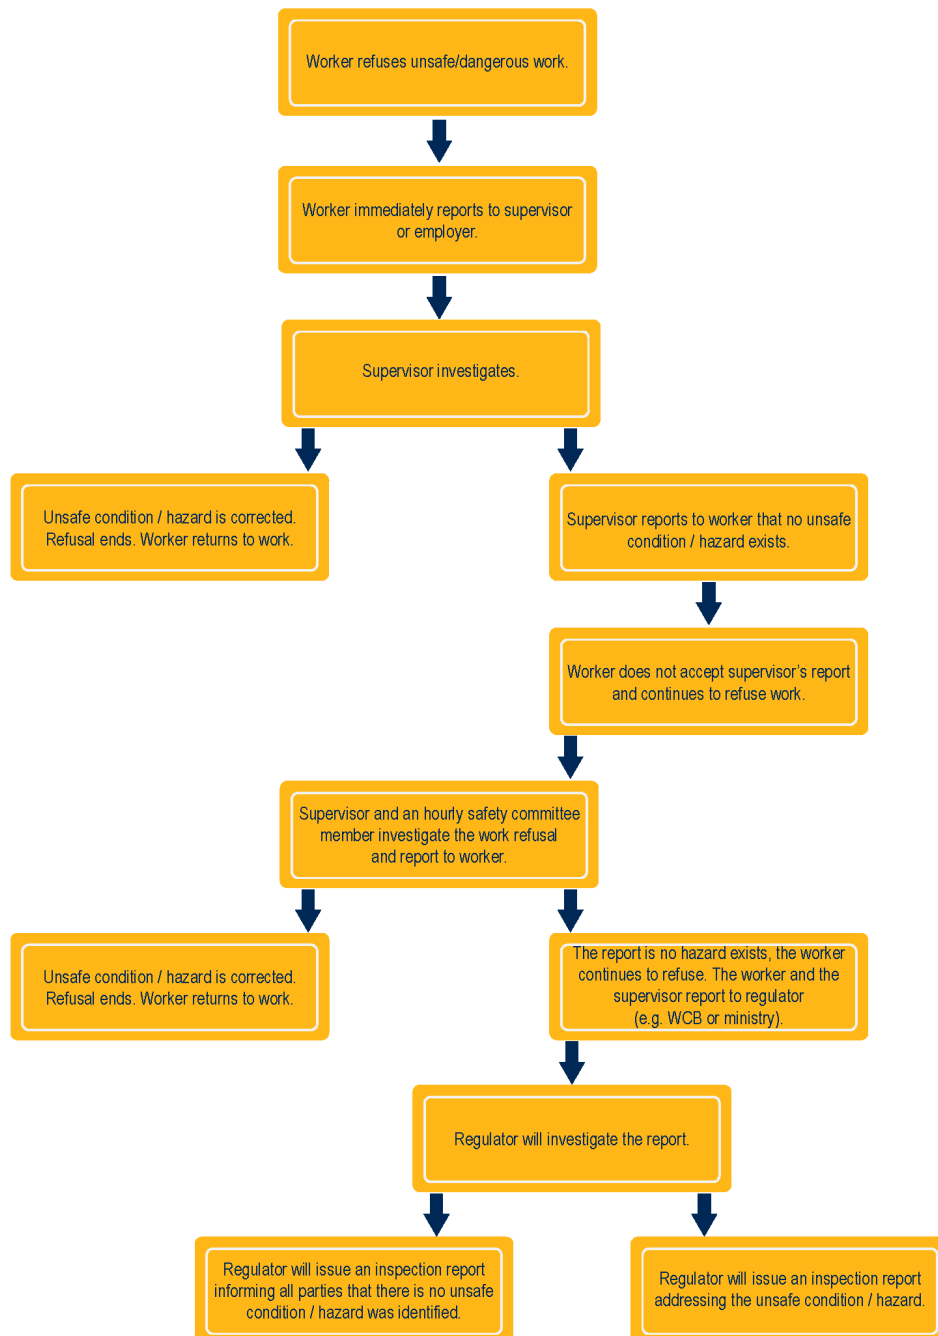 Worker refuses unsafe/dangerous work.
Worker immediately reports to supervisor
or employer.
Supervisor investigates.
Unsafe condition / hazard is corrected.
Refusal ends. Worker returns to work.
Supervisor reports to worker that no unsafe
condition / hazard exists.
Worker does not accept supervisor's report
and continues to refuse work.
Supervisor and an hourly safety committee
member investigate the work refusal
and report to worker.
Unsafe condition / hazard is corrected.
Refusal ends. Worker returns to work.
The report is no hazard exists, the worker
continues to refuse. The worker and the
supervisor report to regulator
(e.g. WCB or ministry).
Regulator will investigate the report.
Regulator will issue an inspection report
informing all parties that there is no unsafe
condition / hazard was identified.
Regulator will issue an inspection report
addressing the unsafe condition / hazard.